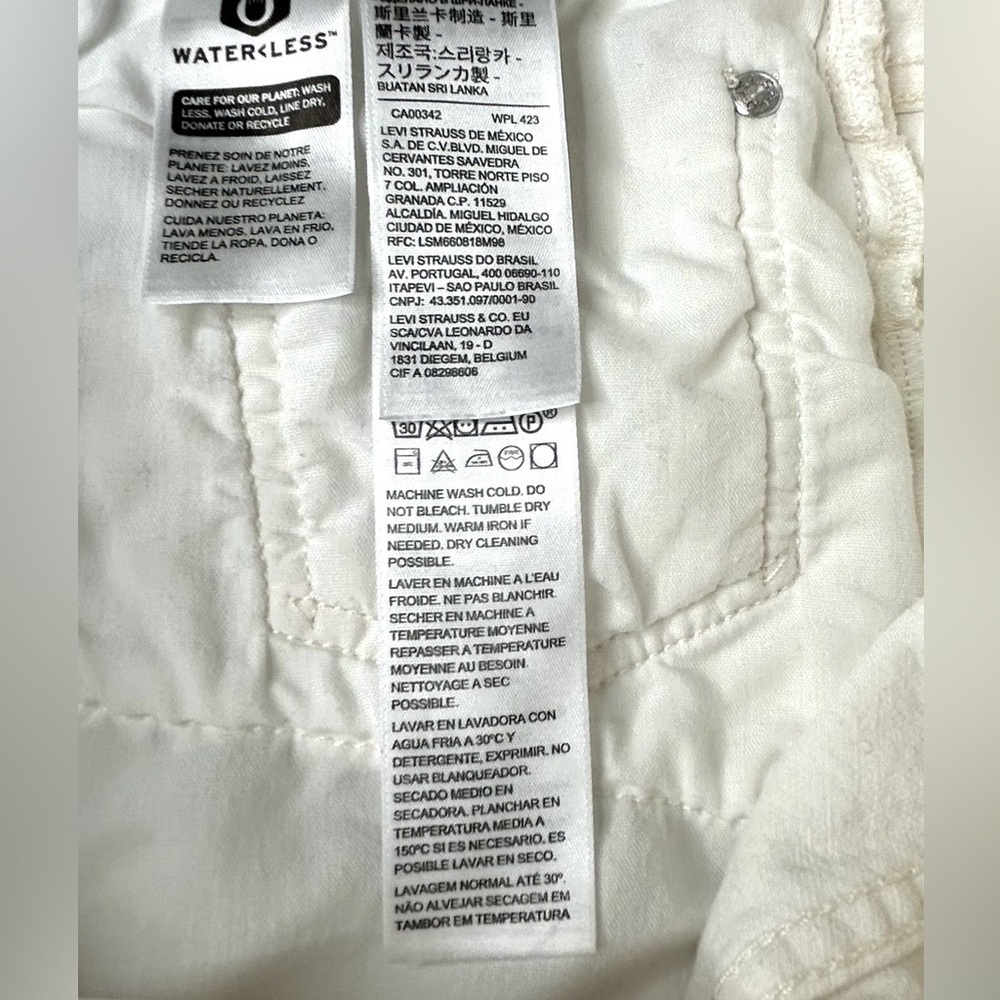 WATER<LESS™
CARE FOR OUR PLANET: WASH
LESS, WASH COLD, LINE DRY,
DONATE OR RECYCLE
PRENEZ SOIN DE NOTRE
PLANETE: LAVEZ MOINS,
LAVEZ A FROID, LAISSEZ
SECHER NATURELLEMENT,
DONNEZ OU RECYCLEZ
CUIDA NUESTRO PLANETA:
LAVA MENOS. LAVA EN FRIO,
TIENDE LA ROPA, DONA O
RECICLA.
斯里兰卡制造 - 斯里
蘭卡製 -
제조국:스리랑카 -
スリランカ製 -
BUATAN SRI LANKA
CA00342 WPL 423
LEVI STRAUSS DE MÉXICO
S.A. DE C.V.BLVD. MIGUEL DE
CERVANTES SAAVEDRA
NO. 301, TORRE NORTE PISO
7 COL. AMPLIACIÓN
GRANADA C.P. 11529
ALCALDÍA. MIGUEL HIDALGO
CIUDAD DE MÉXICO, MÉXICO
RFC: LSM660818M98
LEVI STRAUSS DO BRASIL
AV. PORTUGAL, 400 06690-110
ITAPEVI – SAO PAULO BRASIL
CNPJ: 43.351.097/0001-90
LEVI STRAUSS & CO. EU
SCA/CVA LEONARDO DA
VINCILAAN, 19 - D
1831 DIEGEM, BELGIUM
CIF A 08298606
30 P®
MACHINE WASH COLD. DO
NOT BLEACH. TUMBLE DRY
MEDIUM. WARM IRON IF
NEEDED. DRY CLEANING
POSSIBLE.
LAVER EN MACHINE A L'EAU
FROIDE. NE PAS BLANCHIR.
SECHER EN MACHINE A
TEMPERATURE MOYENNE
REPASSER A TEMPERATURE
MOYENNE AU BESOIN.
NETTOYAGE A SEC
POSSIBLE.
LAVAR EN LAVADORA CON
AGUA FRIA A 30ºC Y
DETERGENTE, EXPRIMIR. NO
USAR BLANQUEADOR.
SECADO MEDIO EN
SECADORA. PLANCHAR EN
TEMPERATURA MEDIA A
150ºC SI ES NECESARIO. ES
POSIBLE LAVAR EN SECO.
LAVAGEM NORMAL ATÉ 30º.
NÃO ALVEJAR SECAGEM EM
TAMBOR EM TEMPERATURA